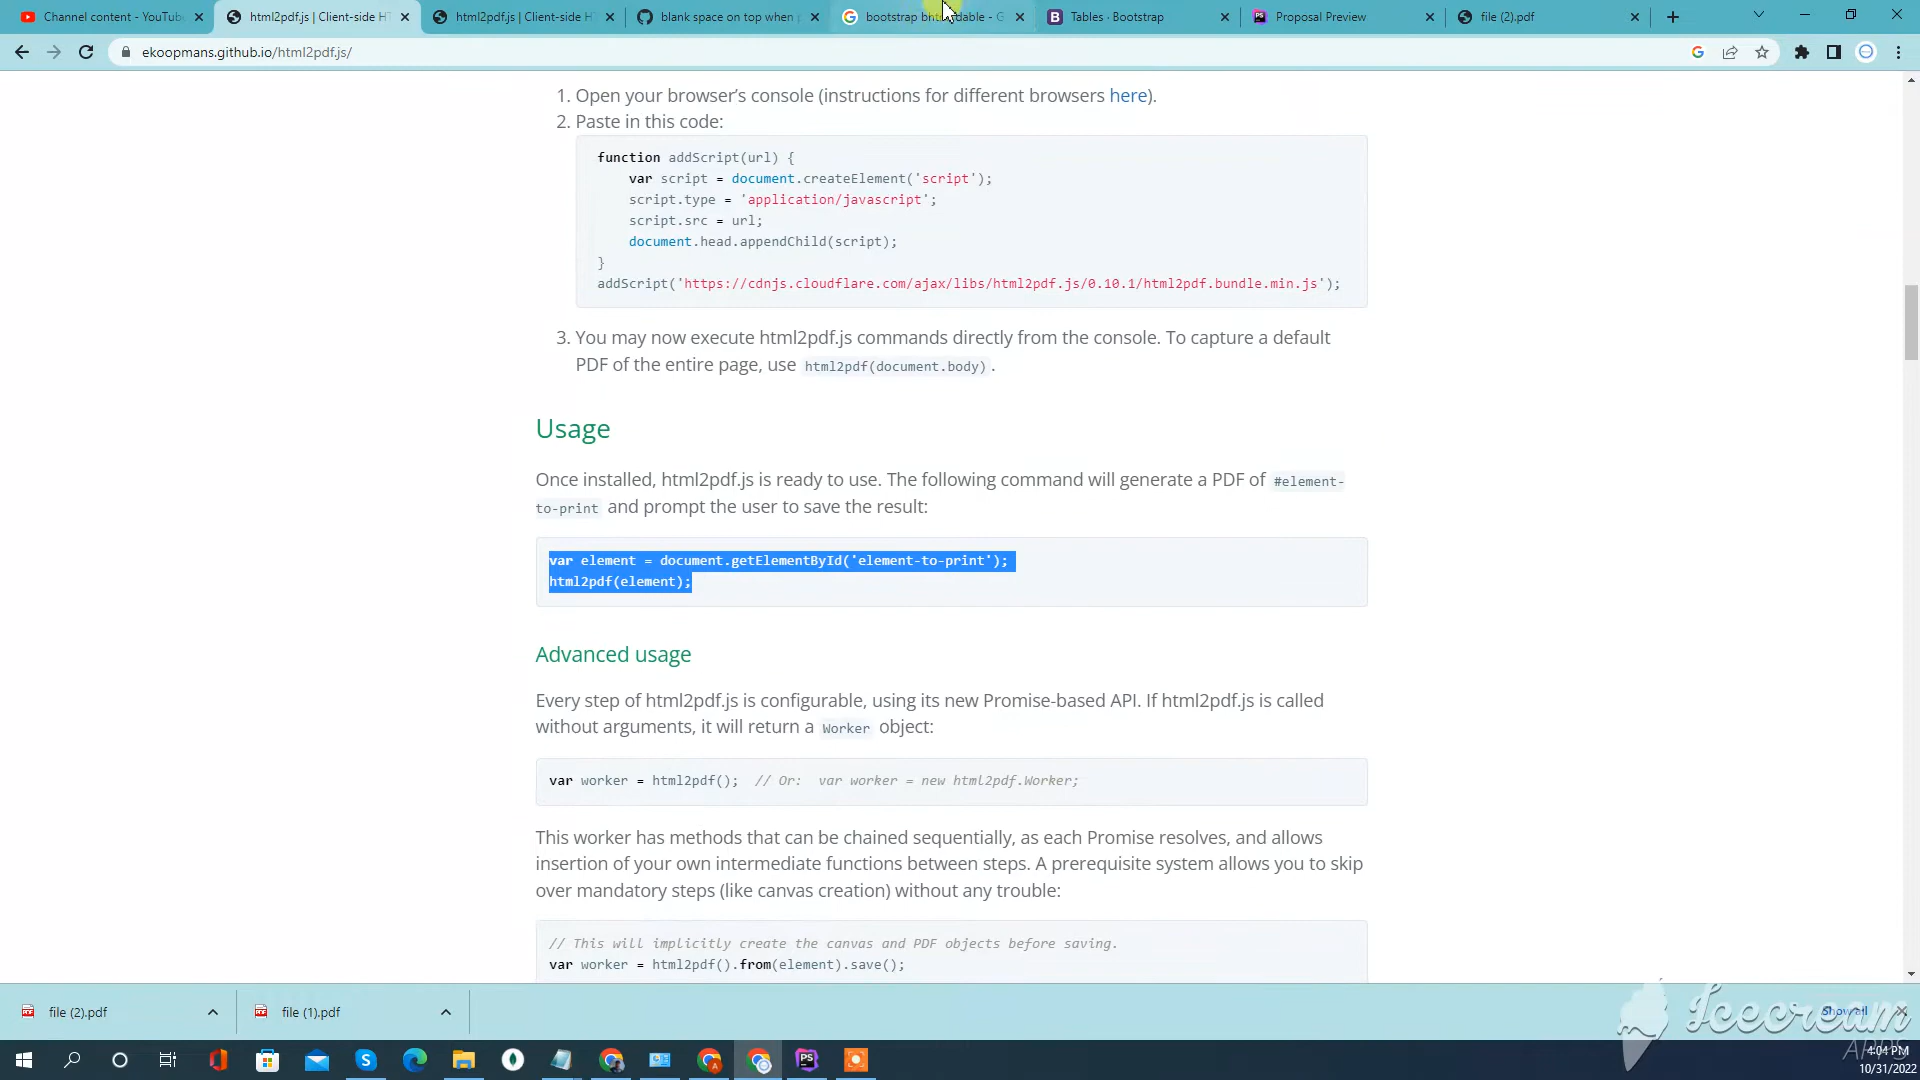 Channel content - YouTube
html2pdf.js | Client-side HT
html2pdf.js | Client-side H
blank space on top when p
bootstrap
Tables · Bootstrap
Proposal Preview
file (2).pdf
ekoopmans.github.io/html2pdf.js/
1. Open your browser's console (instructions for different browsers here).
2. Paste in this code:
function addScript(url) {
var script = document.createElement('script');
script.type = 'application/javascript';
script.src = url;
document.head.appendChild(script);
}
addScript('https://cdnjs.cloudflare.com/ajax/libs/html2pdf.js/0.10.1/html2pdf.bundle.min.js');
3. You may now execute html2pdf.js commands directly from the console. To capture a default
PDF of the entire page, use html2pdf(document.body).
Usage
Once installed, html2pdf.js is ready to use. The following command will generate a PDF of #element-
to-print and prompt the user to save the result:
var element = document.getElementById('element-to-print');
html2pdf(element);
Advanced usage
Every step of html2pdf.js is configurable, using its new Promise-based API. If html2pdf.js is called
without arguments, it will return a Worker object:
var worker = html2pdf(); // Or: var worker = new html2pdf.Worker;
This worker has methods that can be chained sequentially, as each Promise resolves, and allows
insertion of your own intermediate functions between steps. A prerequisite system allows you to skip
over mandatory steps (like canvas creation) without any trouble:
// This will implicitly create the canvas and PDF objects before saving.
var worker = html2pdf().from(element).save();
file (2).pdf
file (1).pdf
Show all
Icecream
APPS
4:04 PM
10/31/2022